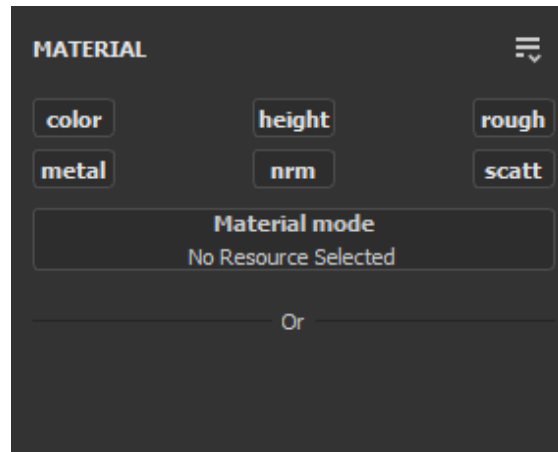 MATERIAL
color height rough
metal nrm scatt
Material mode
No Resource Selected
Or